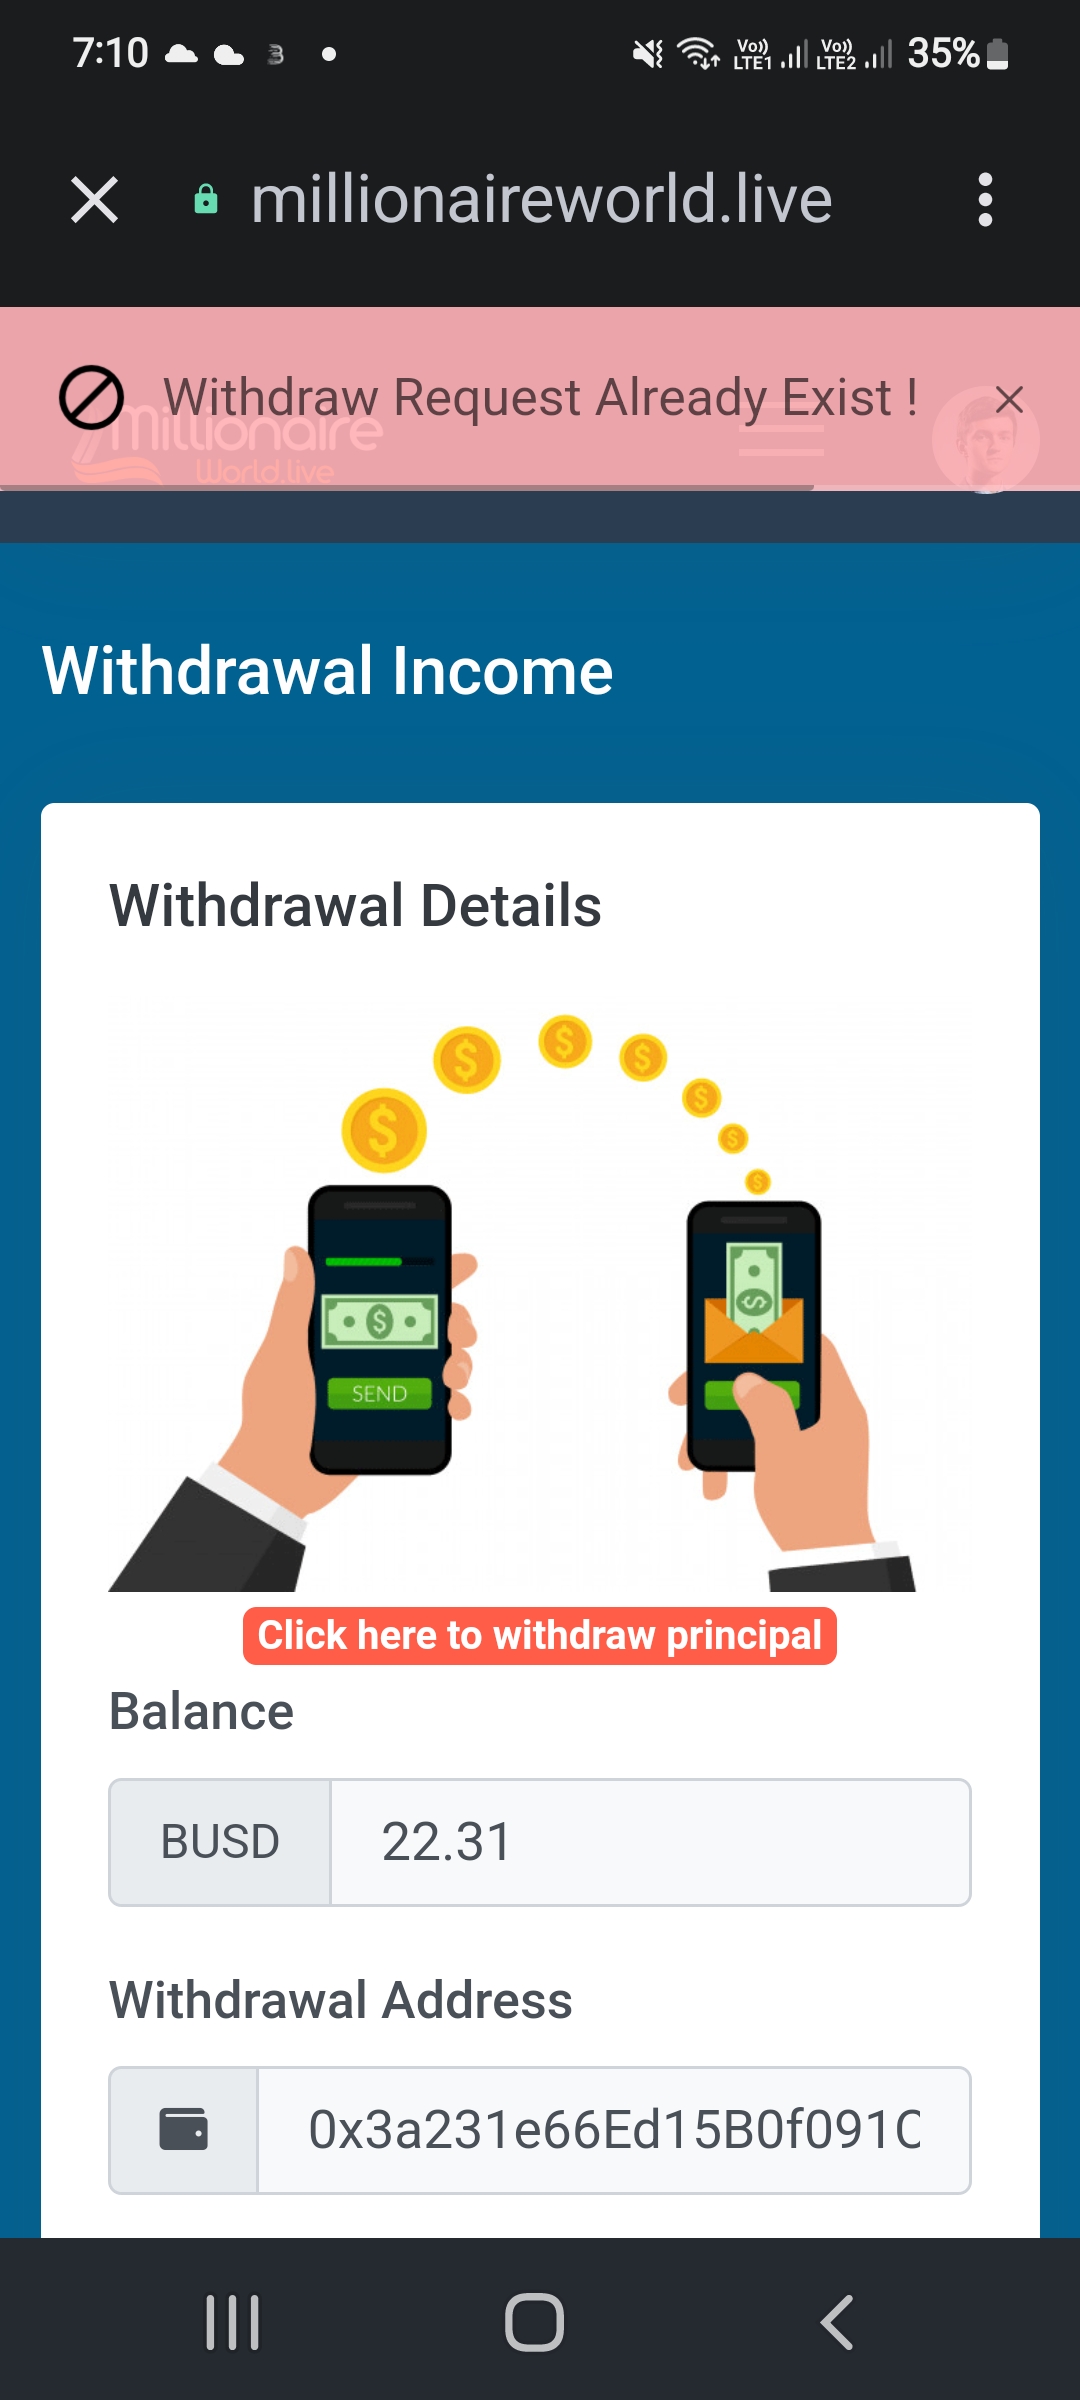 7:10
Vo)) LTE1 Vo)) LTE2 35%
millionaireworld.live
Withdraw Request Already Exist !
Millionaire
World.live
Withdrawal Income
Withdrawal Details
SEND
Click here to withdraw principal
Balance
BUSD 22.31
Withdrawal Address
0x3a231e66Ed15B0f091C